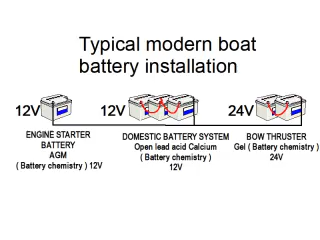 Typical modern boat
battery installation
12V
12V
24V
ENGINE STARTER
BATTERY
AGM
( Battery chemistry ) 12V
DOMESTIC BATTERY SYSTEM
Open lead acid Calcium
( Battery chemistry )
12V
BOW THRUSTER
Gel ( Battery chemistry )
24V